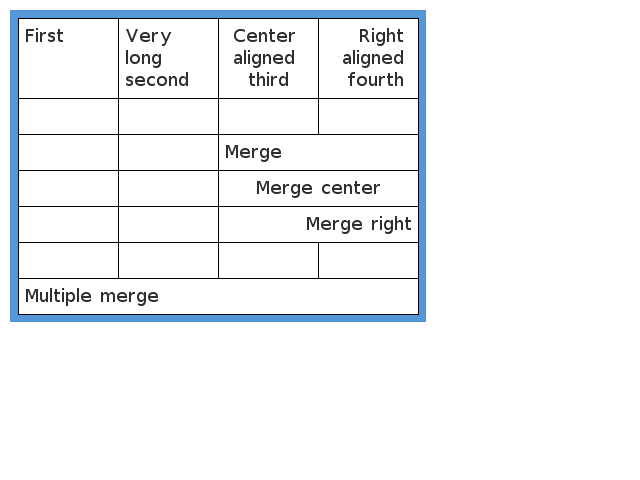 First
Very
long
second
Center
aligned
third
Right
aligned
fourth
Merge
Merge center
Merge right
Multiple merge